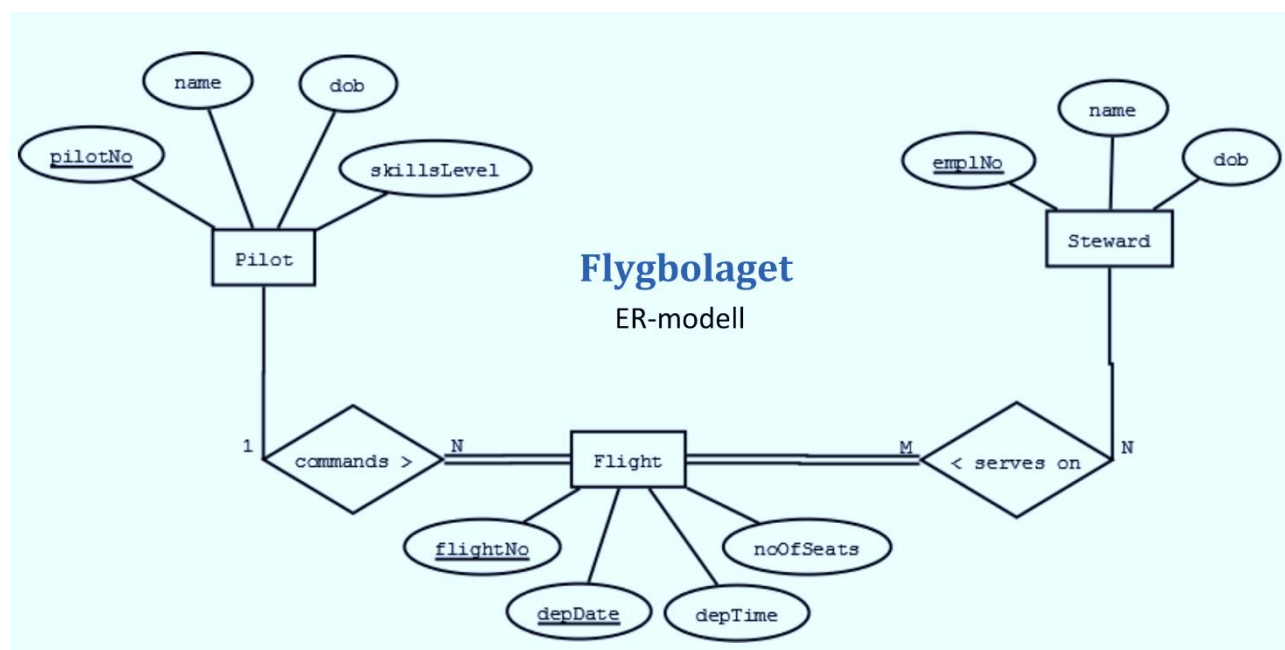 name
dob
pilotNo
skillsLevel
Pilot
name
emplNo
dob
Steward
Flygbolaget
ER-modell
1
commands >
N
Flight
M
< serves on
N
flightNo
noOfSeats
depDate
depTime